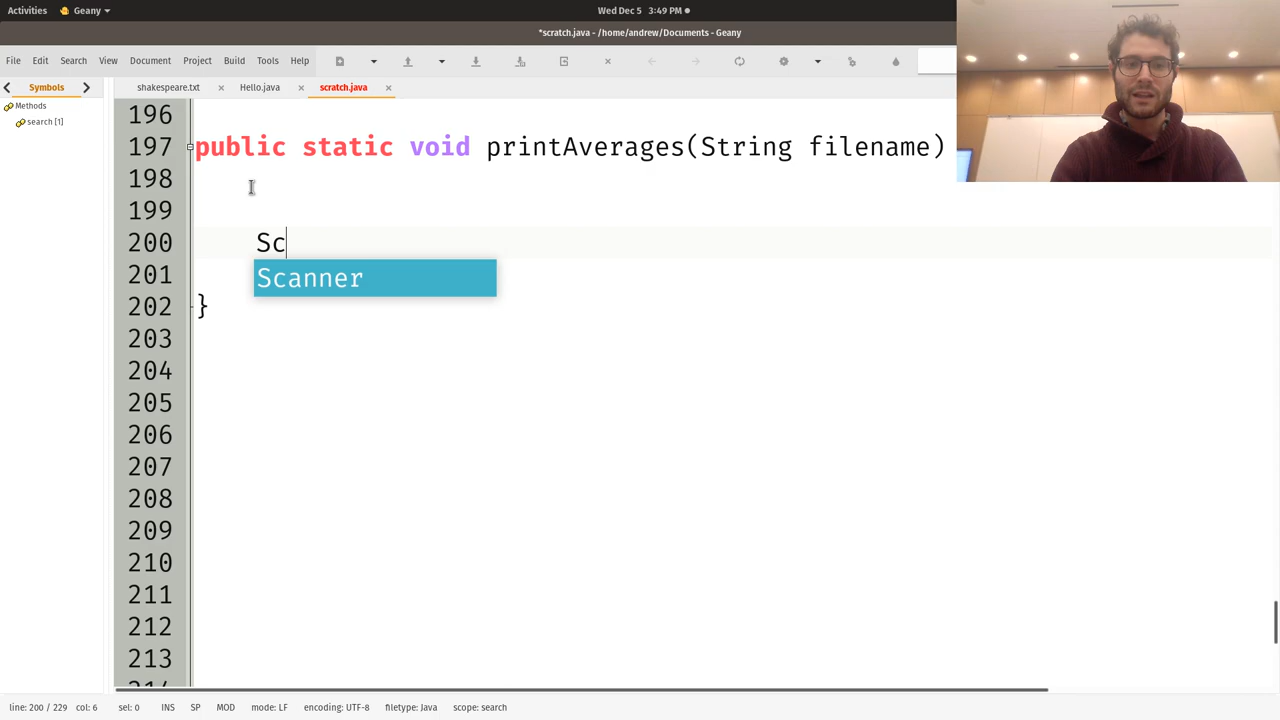 Activities
Geany
Wed Dec 5 3:49 PM
*scratch.java - /home/andrew/Documents - Geany
File Edit Search View Document Project Build Tools Help
Symbols
shakespeare.txt
Hello.java
scratch.java
Methods
search [1]
196
197 public static void printAverages(String filename)
198
199
200 Sc
201 Scanner
202 }
203
204
205
206
207
208
209
210
211
212
213
line: 200 / 229 col: 6 sel: 0 INS SP MOD mode: LF encoding: UTF-8 filetype: Java scope: search